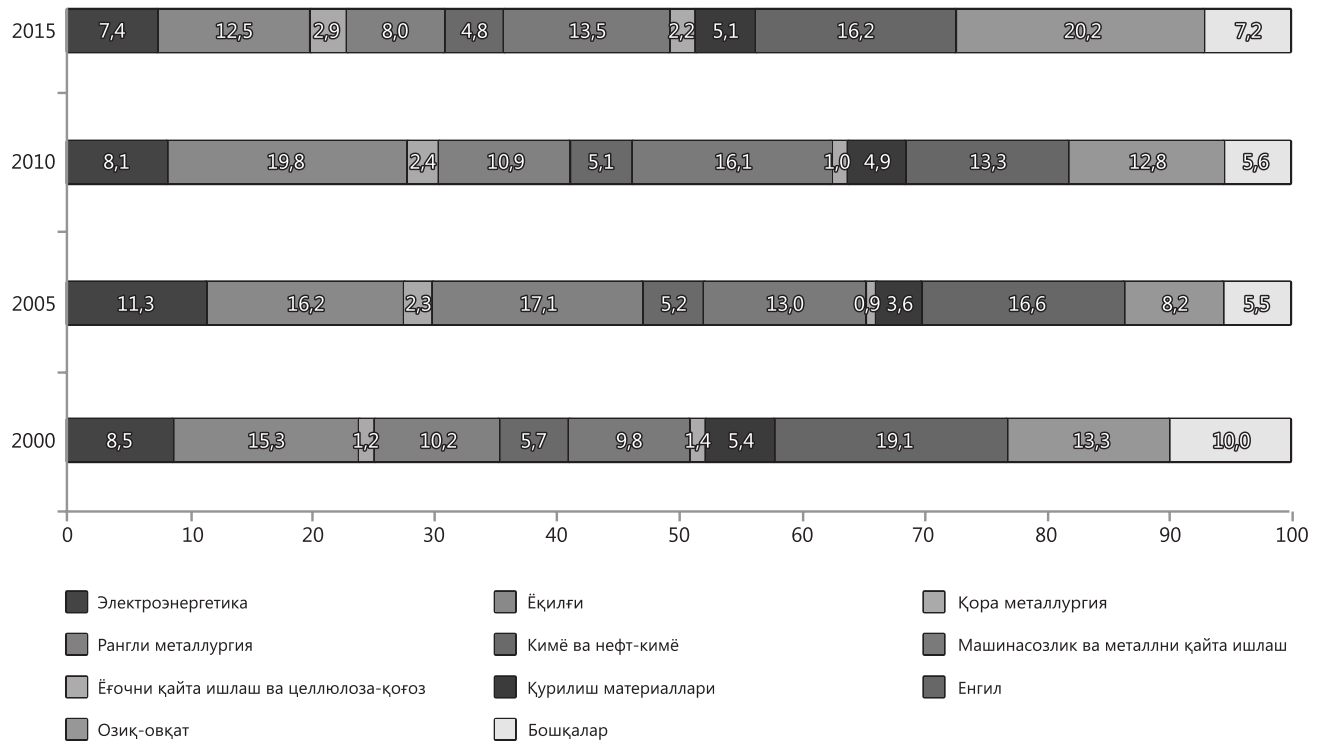 2015 7,4 12,5 2,9 8,0 4,8 13,5 2,2 5,1 16,2 20,2 7,2
2010 8,1 19,8 2,4 10,9 5,1 16,1 1,0 4,9 13,3 12,8 5,6
2005 11,3 16,2 2,3 17,1 5,2 13,0 0,9 3,6 16,6 8,2 5,5
2000 8,5 15,3 1,2 10,2 5,7 9,8 1,4 5,4 19,1 13,3 10,0
0 10 20 30 40 50 60 70 80 90 100
Электроэнергетика Ёқилғи Қора металлургия
Рангли металлургия Кимё ва нефт-кимё Машинасозлик ва металлни қайта ишлаш
Ёғочни қайта ишлаш ва целлюлоза-қоғоз Қурилиш материаллари Енгил
Озиқ-овқат Бошқалар